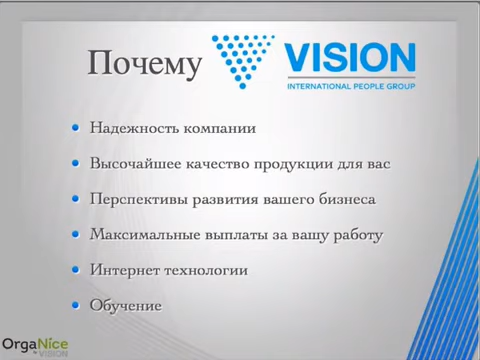 Почему VISION
INTERNATIONAL PEOPLE GROUP
Надежность компании
Высочайшее качество продукции для вас
Перспективы развития вашего бизнеса
Максимальные выплаты за вашу работу
Интернет технологии
Обучение
OrgaNice
by VISION